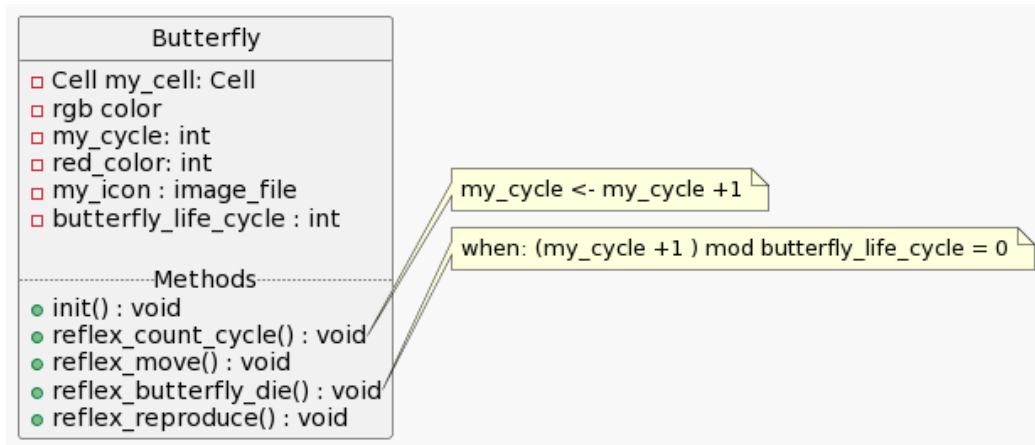 Butterfly
Cell my_cell: Cell
rgb color
my_cycle: int
red_color: int
my_icon : image_file
butterfly_life_cycle : int
Methods
init() : void
reflex_count_cycle() : void
reflex_move() : void
reflex_butterfly_die() : void
reflex_reproduce() : void
my_cycle <- my_cycle +1
when: (my_cycle +1 ) mod butterfly_life_cycle = 0